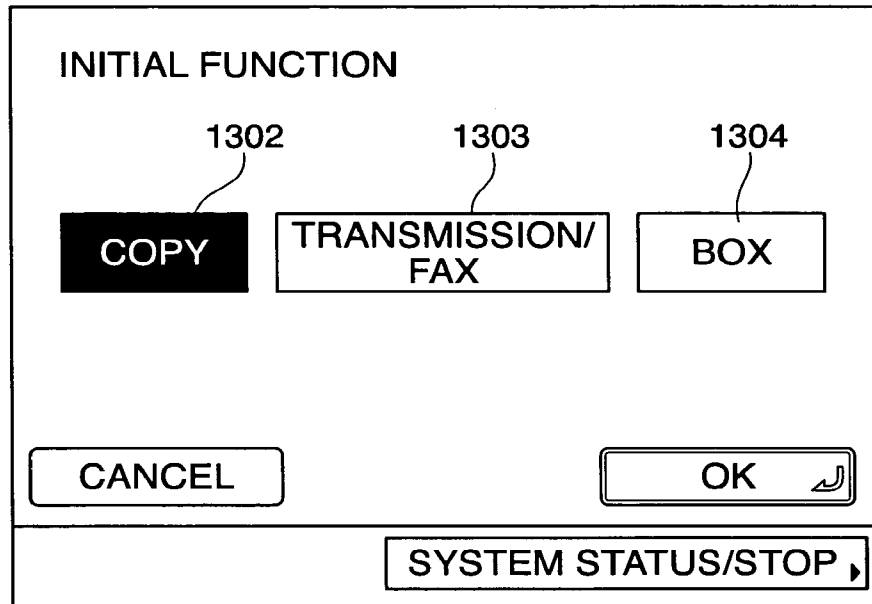 INITIAL FUNCTION
1302 1303 1304
COPY TRANSMISSION/ BOX
FAX
CANCEL OK
SYSTEM STATUS/STOP